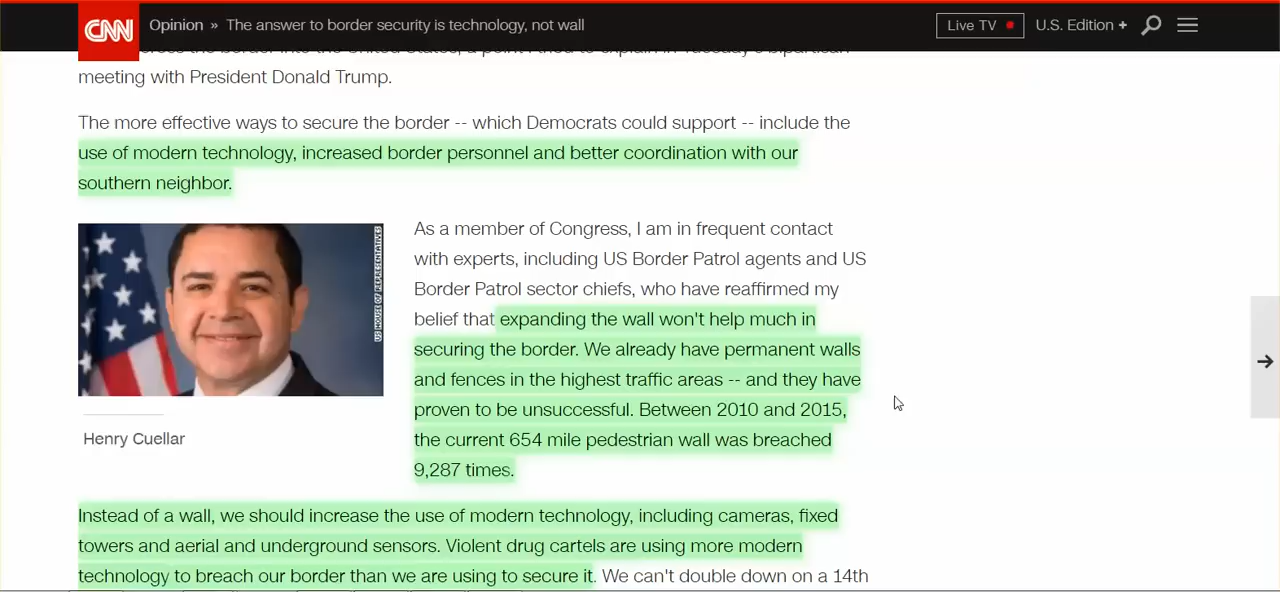 CNN Opinion » The answer to border security is technology, not wall Live TV U.S. Edition +
meeting with President Donald Trump.
The more effective ways to secure the border -- which Democrats could support -- include the
use of modern technology, increased border personnel and better coordination with our
southern neighbor.
US HOUSE OF REPRESENTATIVES
Henry Cuellar
As a member of Congress, I am in frequent contact
with experts, including US Border Patrol agents and US
Border Patrol sector chiefs, who have reaffirmed my
belief that expanding the wall won't help much in
securing the border. We already have permanent walls
and fences in the highest traffic areas -- and they have
proven to be unsuccessful. Between 2010 and 2015,
the current 654 mile pedestrian wall was breached
9,287 times.
Instead of a wall, we should increase the use of modern technology, including cameras, fixed
towers and aerial and underground sensors. Violent drug cartels are using more modern
technology to breach our border than we are using to secure it. We can't double down on a 14th